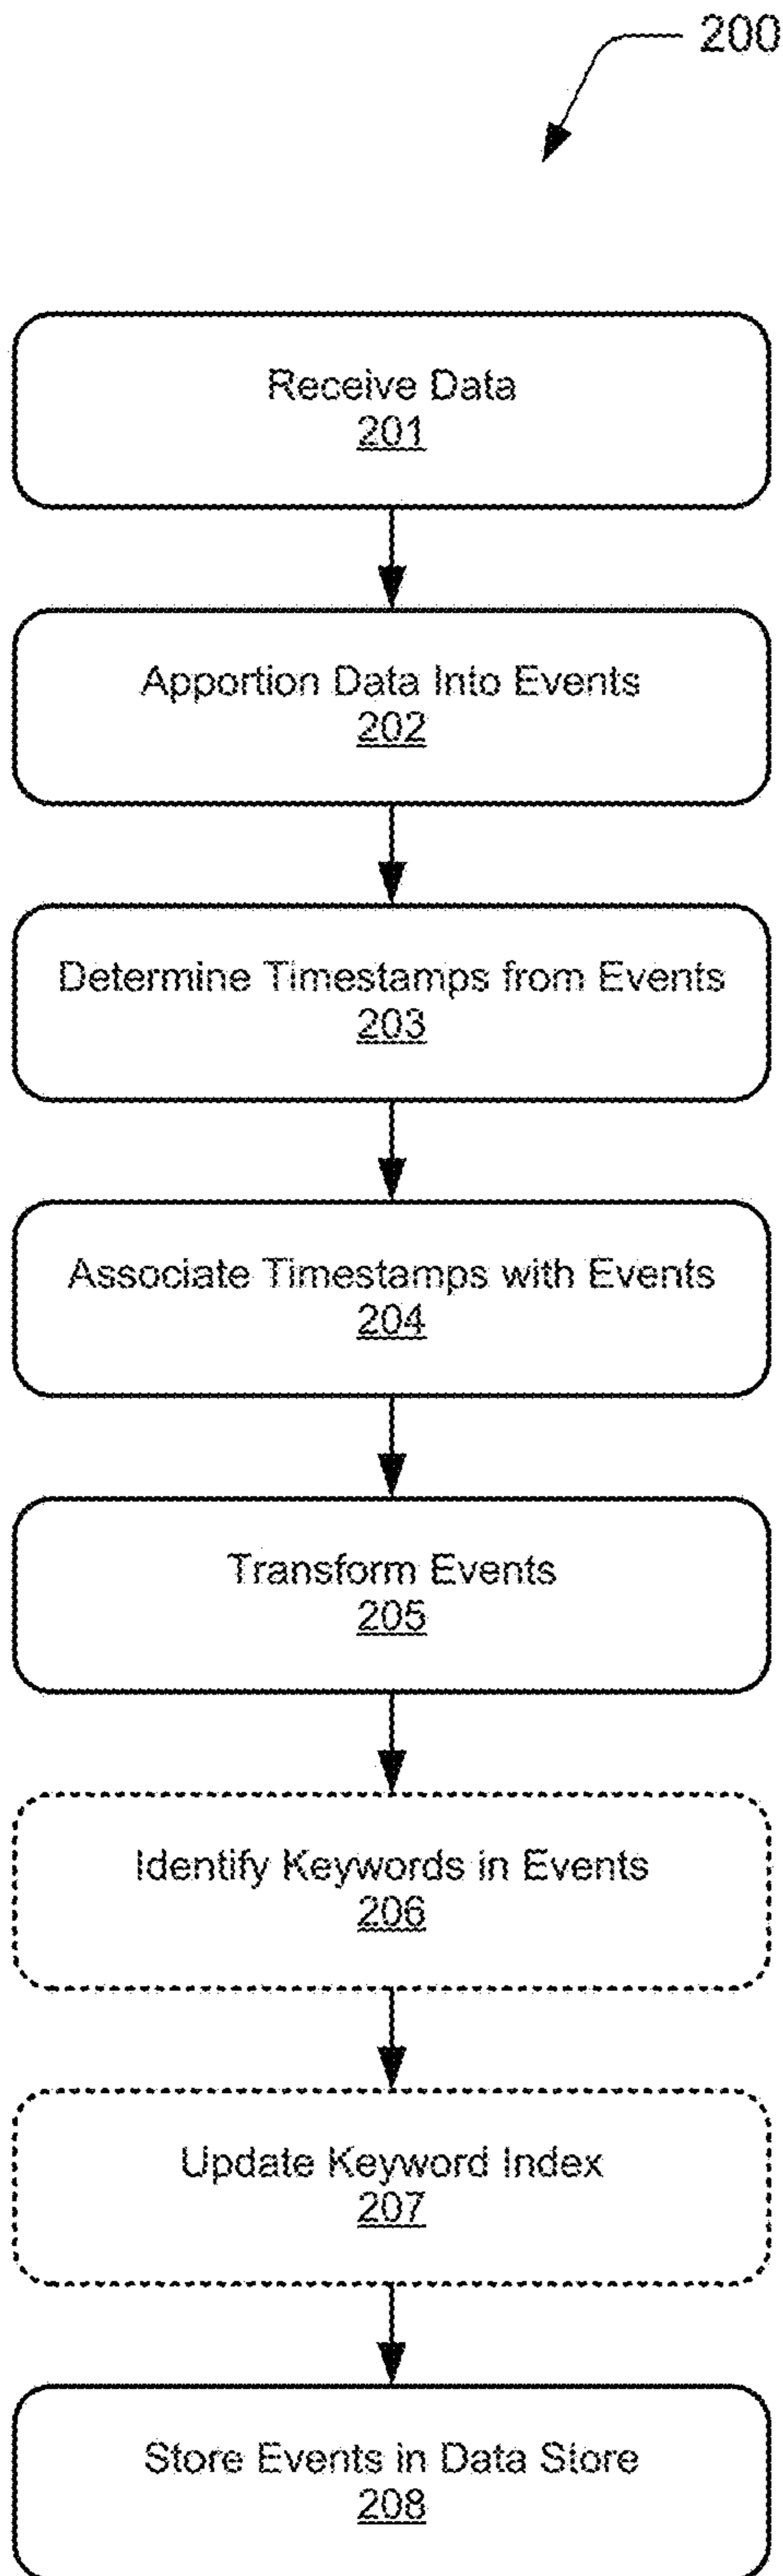 200
Receive Data
201
Apportion Data Into Events
202
Determine Timestamps from Events
203
Associate Timestamps with Events
204
Transform Events
205
Identify Keywords in Events
206
Update Keyword Index
207
Store Events in Data Store
208